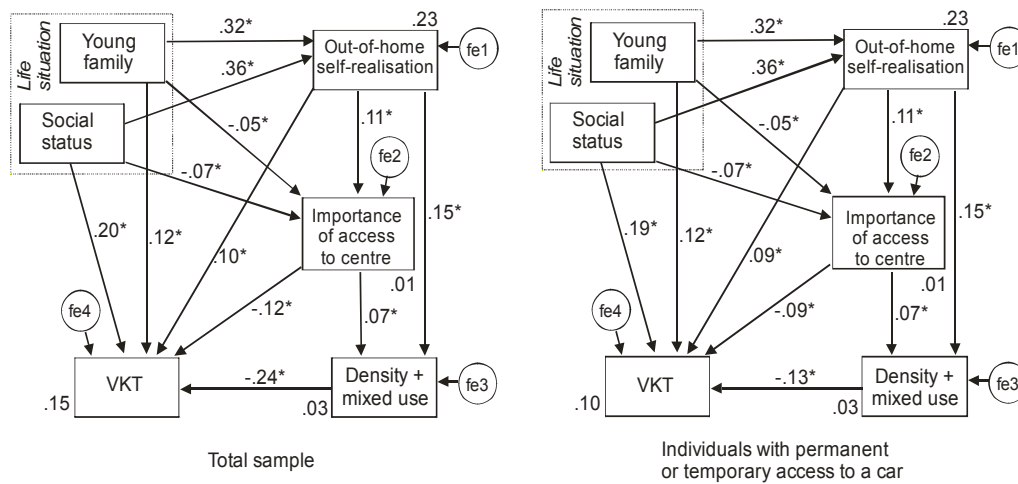 Life situation
Young
family
Social
status
.32*
.36*
.23
Out-of-home
self-realisation
fe1
-.05*
.11*
fe2
-.07*
Importance
of access
to centre
.15*
.20*
.12*
.10*
.01
-.12*
.07*
fe4
VKT
.15
-.24*
Density +
mixed use
.03
fe3
Total sample
Life situation
Young
family
Social
status
.32*
.36*
.23
Out-of-home
self-realisation
fe1
-.05*
.11*
fe2
-.07*
Importance
of access
to centre
.15*
.19*
.12*
.09*
.01
-.09*
.07*
fe4
VKT
.10
-.13*
Density +
mixed use
.03
fe3
Individuals with permanent
or temporary access to a car